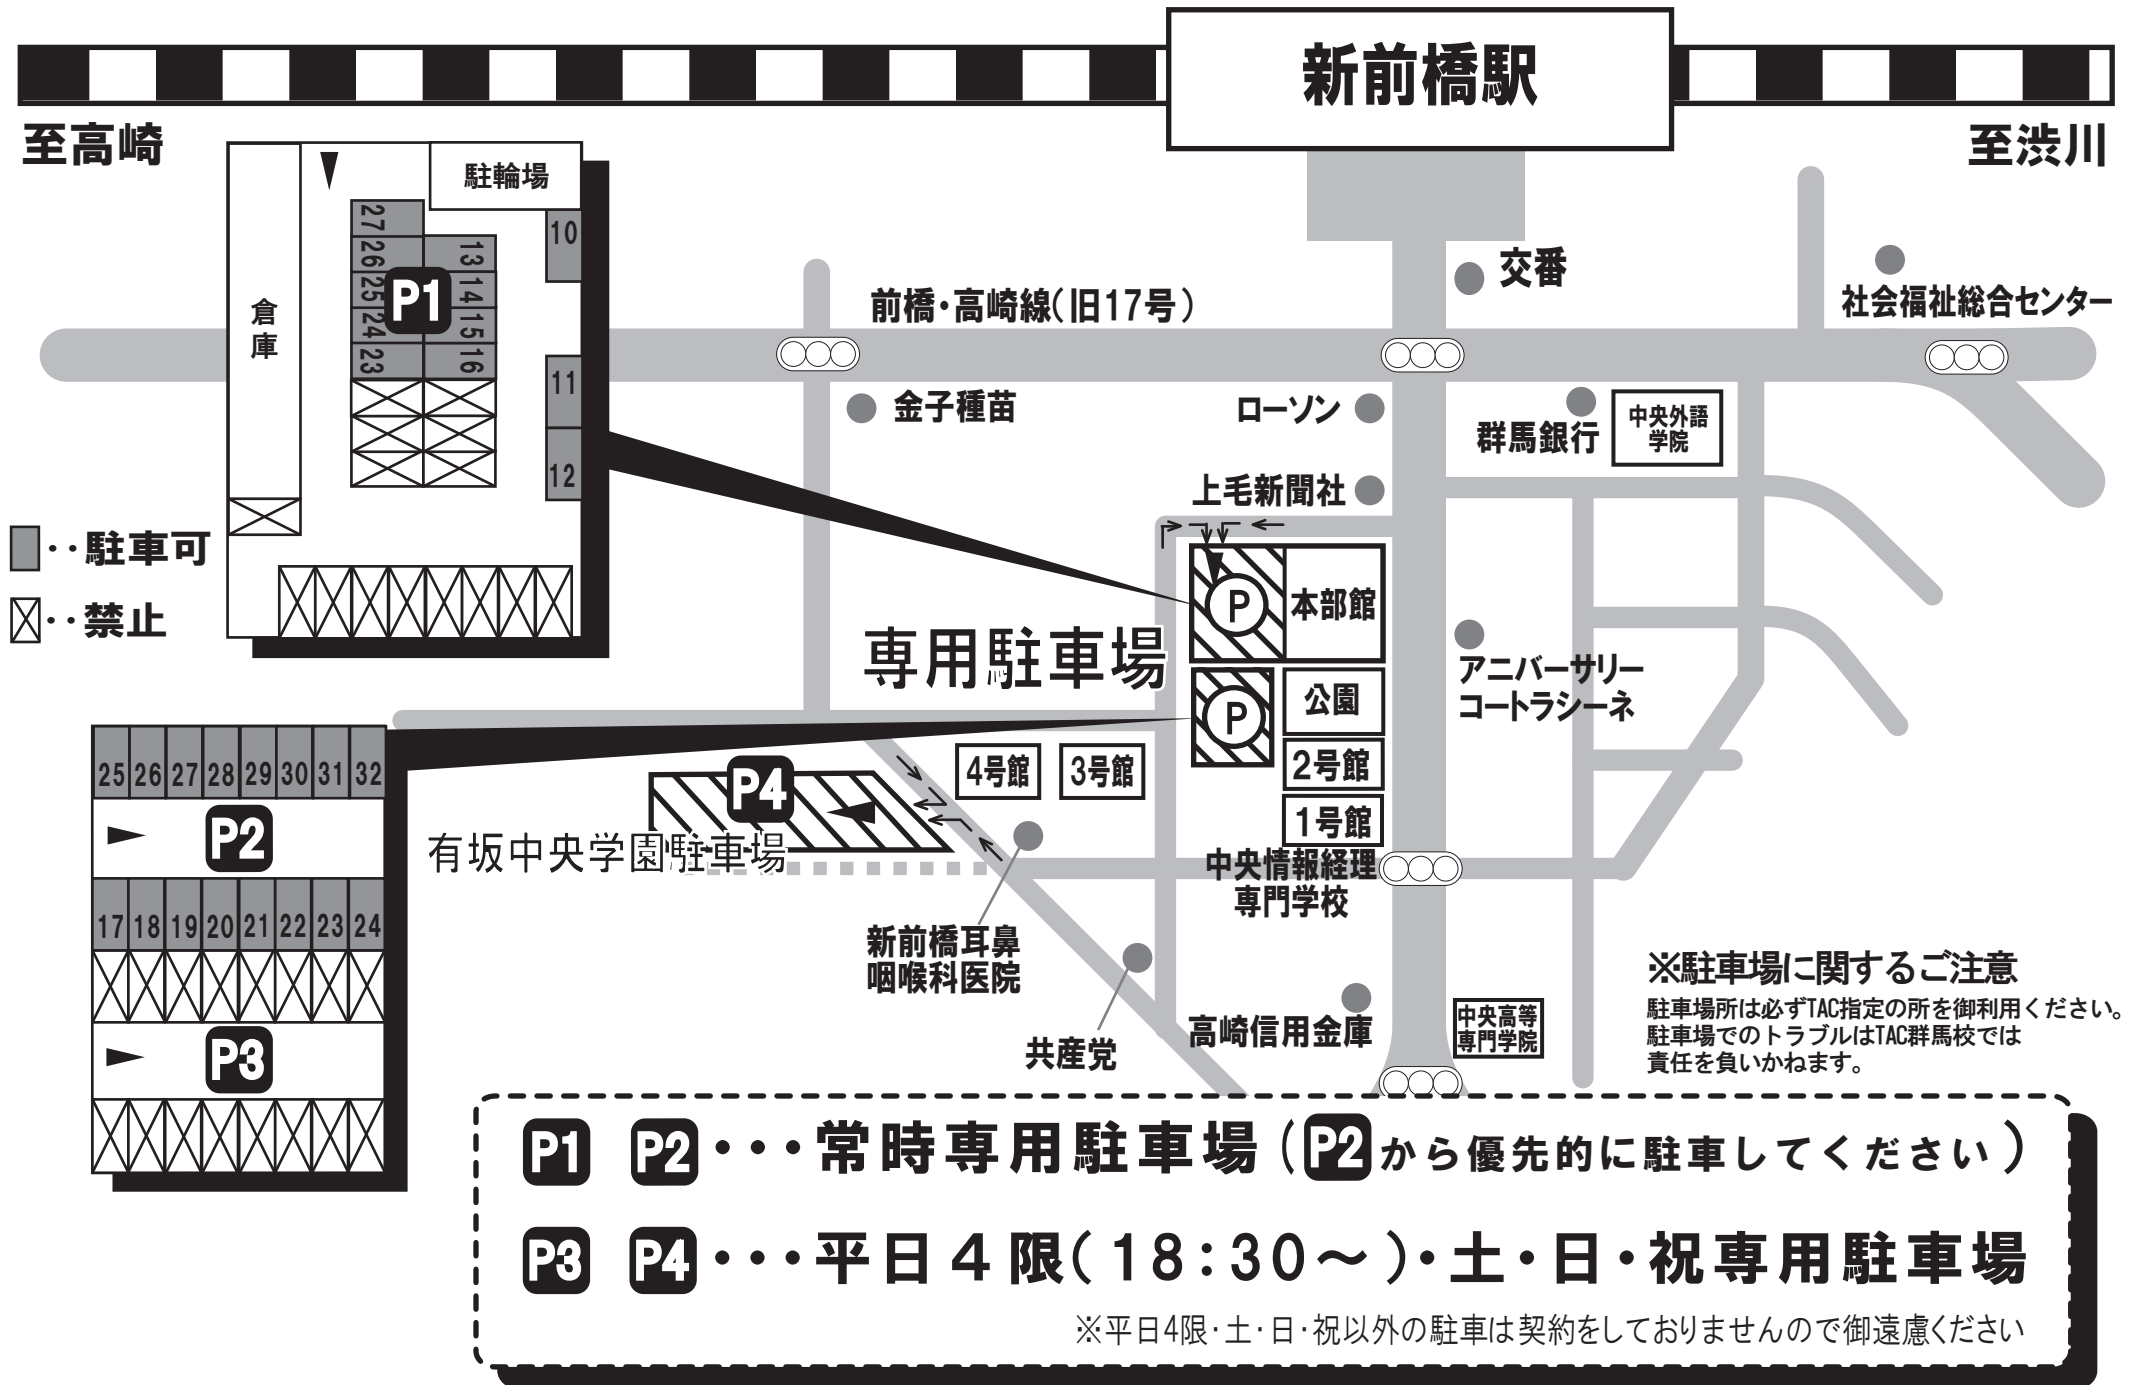 新前橋駅
至高崎
至渋川
駐輪場
倉庫
27
26
25
24
23
13
14
15
16
10
11
12
P1
‥駐車可
‥禁止
前橋・高崎線(旧17号)
交番
社会福祉総合センター
金子種苗
ローソン
群馬銀行
中央外語
学院
上毛新聞社
P
本部館
専用駐車場
P
公園
2号館
1号館
アニバーサリー
コートラシーネ
25 26 27 28 29 30 31 32
P2
17 18 19 20 21 22 23 24
P3
P4
4号館
3号館
有坂中央学園駐車場
中央情報経理
専門学校
新前橋耳鼻
咽喉科医院
共産党
高崎信用金庫
中央高等
専門学院
※駐車場に関するご注意
駐車場所は必ずTAC指定の所を御利用ください。
駐車場でのトラブルはTAC群馬校では
責任を負いかねます。
P1 P2・・・常時専用駐車場(P2から優先的に駐車してください)
P3 P4・・・平日4限(18:30～)・土・日・祝専用駐車場
※平日4限・土・日・祝以外の駐車は契約をしておりませんので御遠慮ください